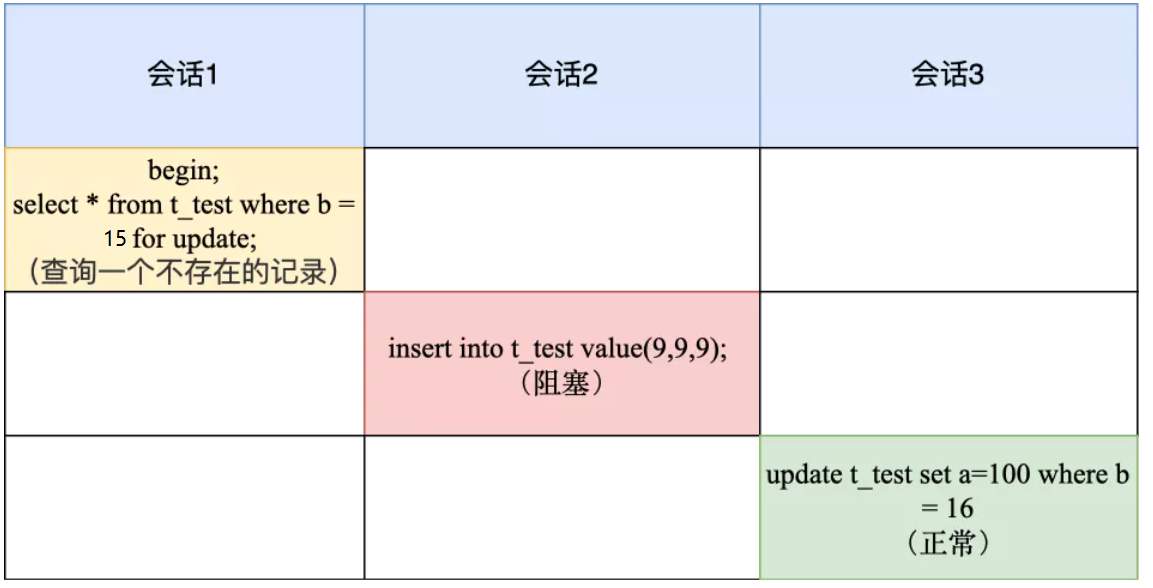 会话1
会话2
会话3
begin;
select * from t_test where b =
15 for update;
（查询一个不存在的记录）
insert into t_test value(9,9,9);
（阻塞）
update t_test set a=100 where b
= 16
（正常）